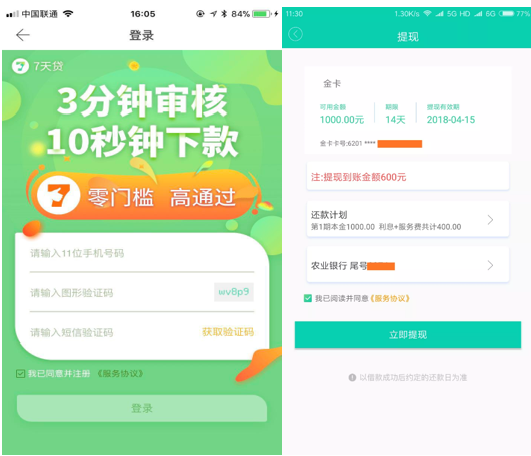 中国联通
16:05
84%
登录
7天贷
3分钟审核
10秒钟下款
零门槛 高通过
请输入11位手机号码
请输入图形验证码
wv8p9
请输入短信验证码
获取验证码
我已同意并注册 《服务协议》
登录
11:30
1.30K/s 5G HD 6G 77%
提现
金卡
可用金额
期限
提现有效期
1000.00元
14天
2018-04-15
金卡卡号:6201 ****
注:提现到账金额600元
还款计划
第1期本金1000.00 利息+服务费共计400.00
农业银行 尾号
我已阅读并同意《服务协议》
立即提现
以借款成功后约定的还款日为准